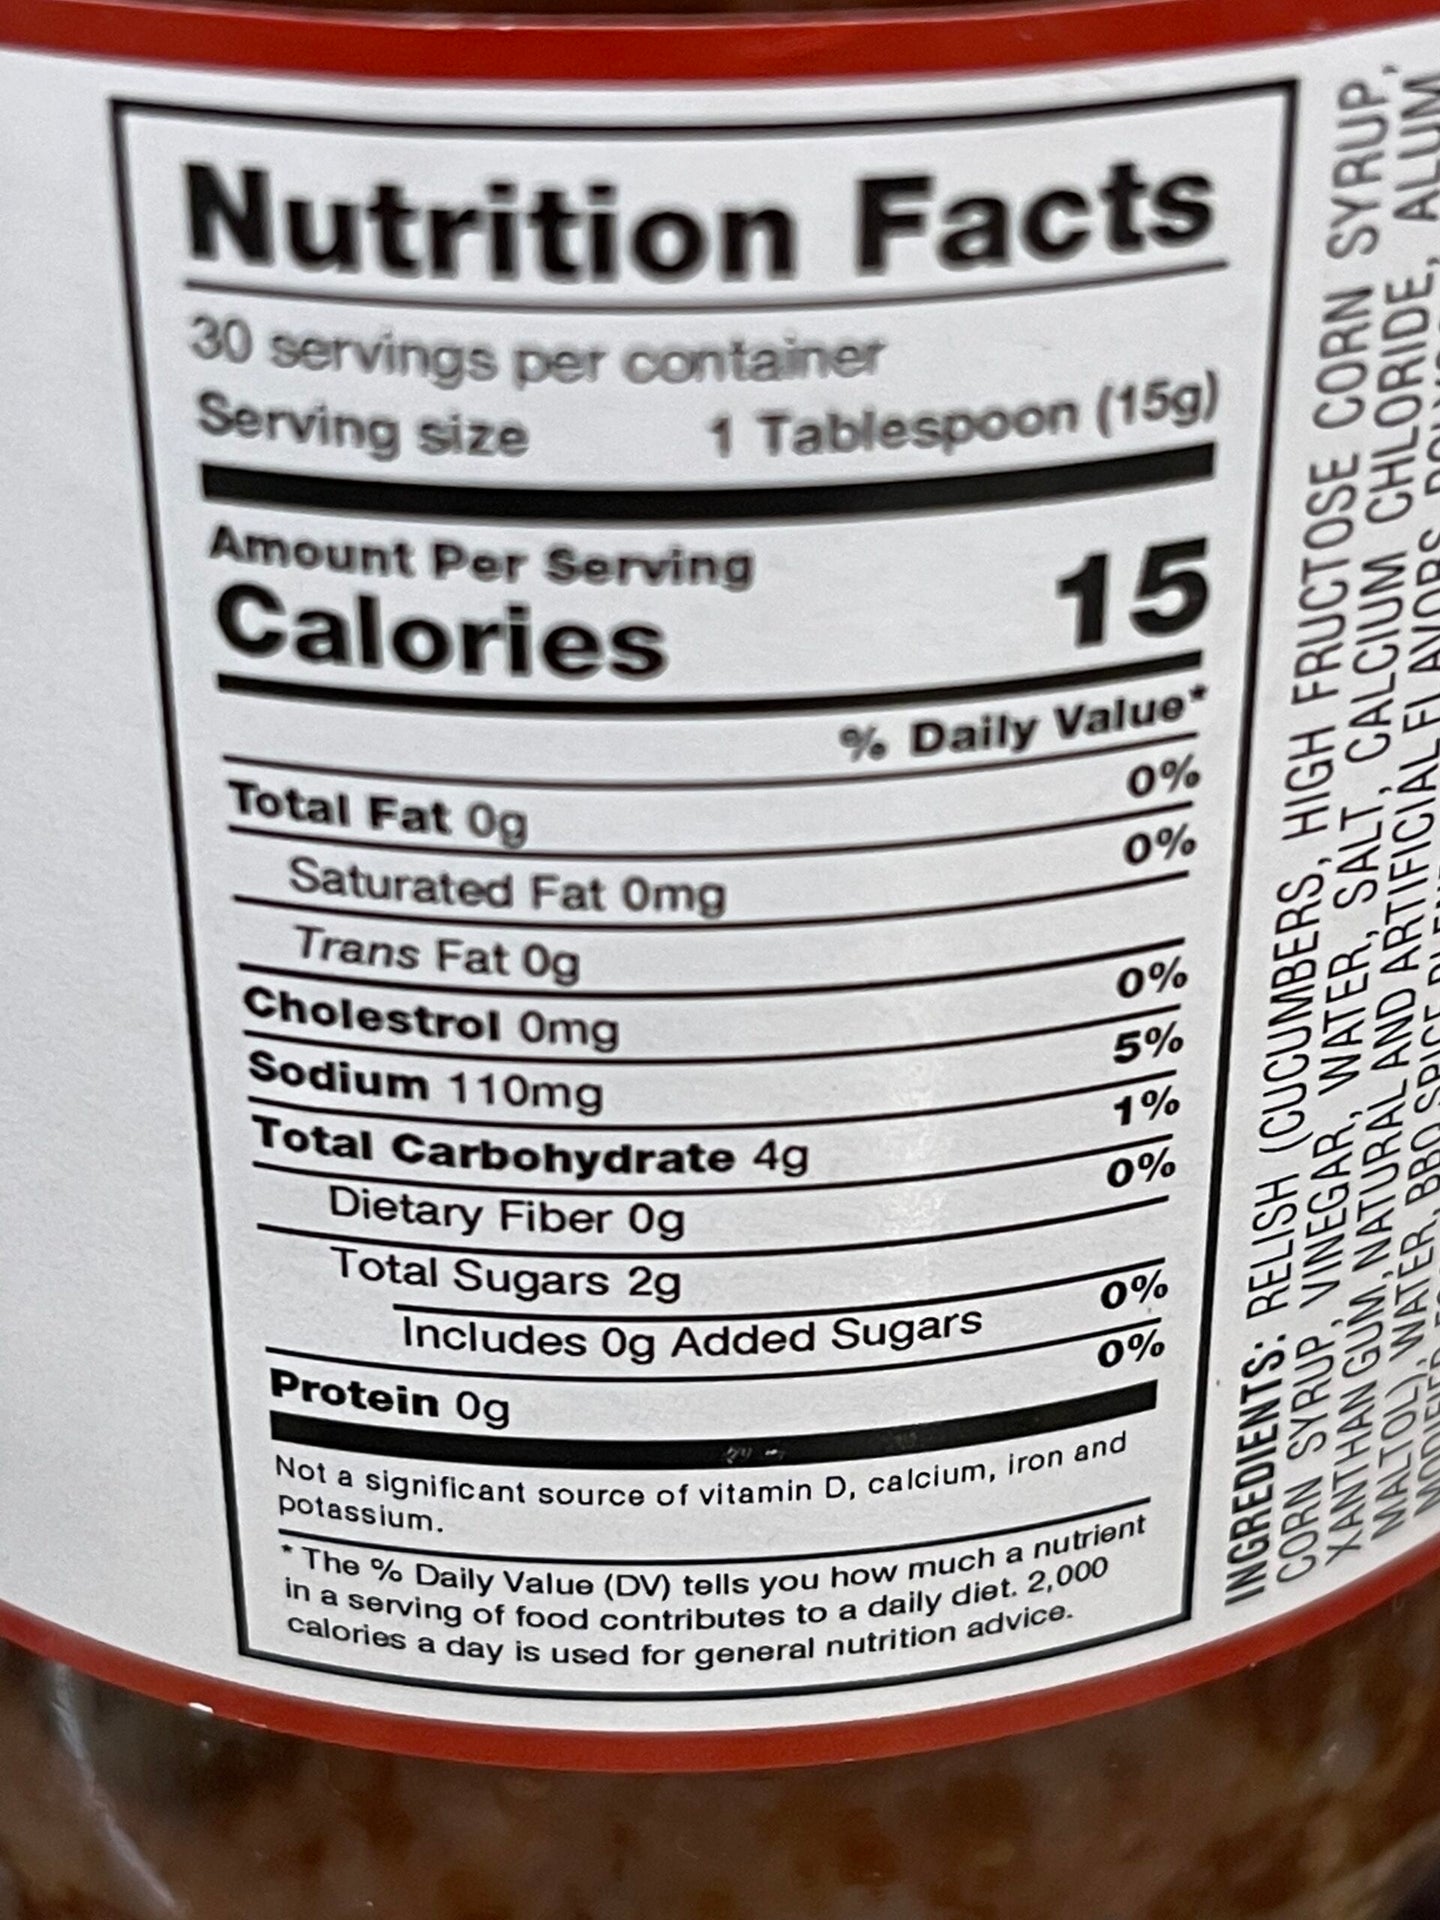 Nutrition Facts
30 servings per container
Serving size 1 Tablespoon (15g)
Amount Per Serving
Calories 15
% Daily Value*
Total Fat 0g 0%
Saturated Fat 0mg 0%
Trans Fat 0g
Cholestrol 0mg 0%
Sodium 110mg 5%
Total Carbohydrate 4g 1%
Dietary Fiber 0g 0%
Total Sugars 2g
Includes 0g Added Sugars 0%
Protein 0g 0%
Not a significant source of vitamin D, calcium, iron and
potassium.
* The % Daily Value (DV) tells you how much a nutrient
in a serving of food contributes to a daily diet. 2,000
calories a day is used for general nutrition advice.
INGREDIENTS: RELISH (CUCUMBERS, HIGH FRUCTOSE CORN SYRUP,
CORN SYRUP, VINEGAR, WATER, SALT, CALCIUM CHLORIDE, ALUM
XANTHAN GUM, NATURAL AND ARTIFICIAL FLAVORS,
MALTOL), WATER, BBQ SPICE